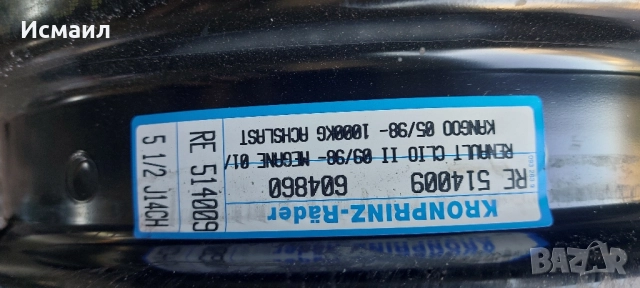 Исмаил
KRONPRINZ-Räder
RE 514009 604860
RENAULT CLIO II 09/98- MEGANE 01/
KANGOO 05/98- 1000KG ACHSLAST
RE 514009
5 1/2 J14CH
BAZAR